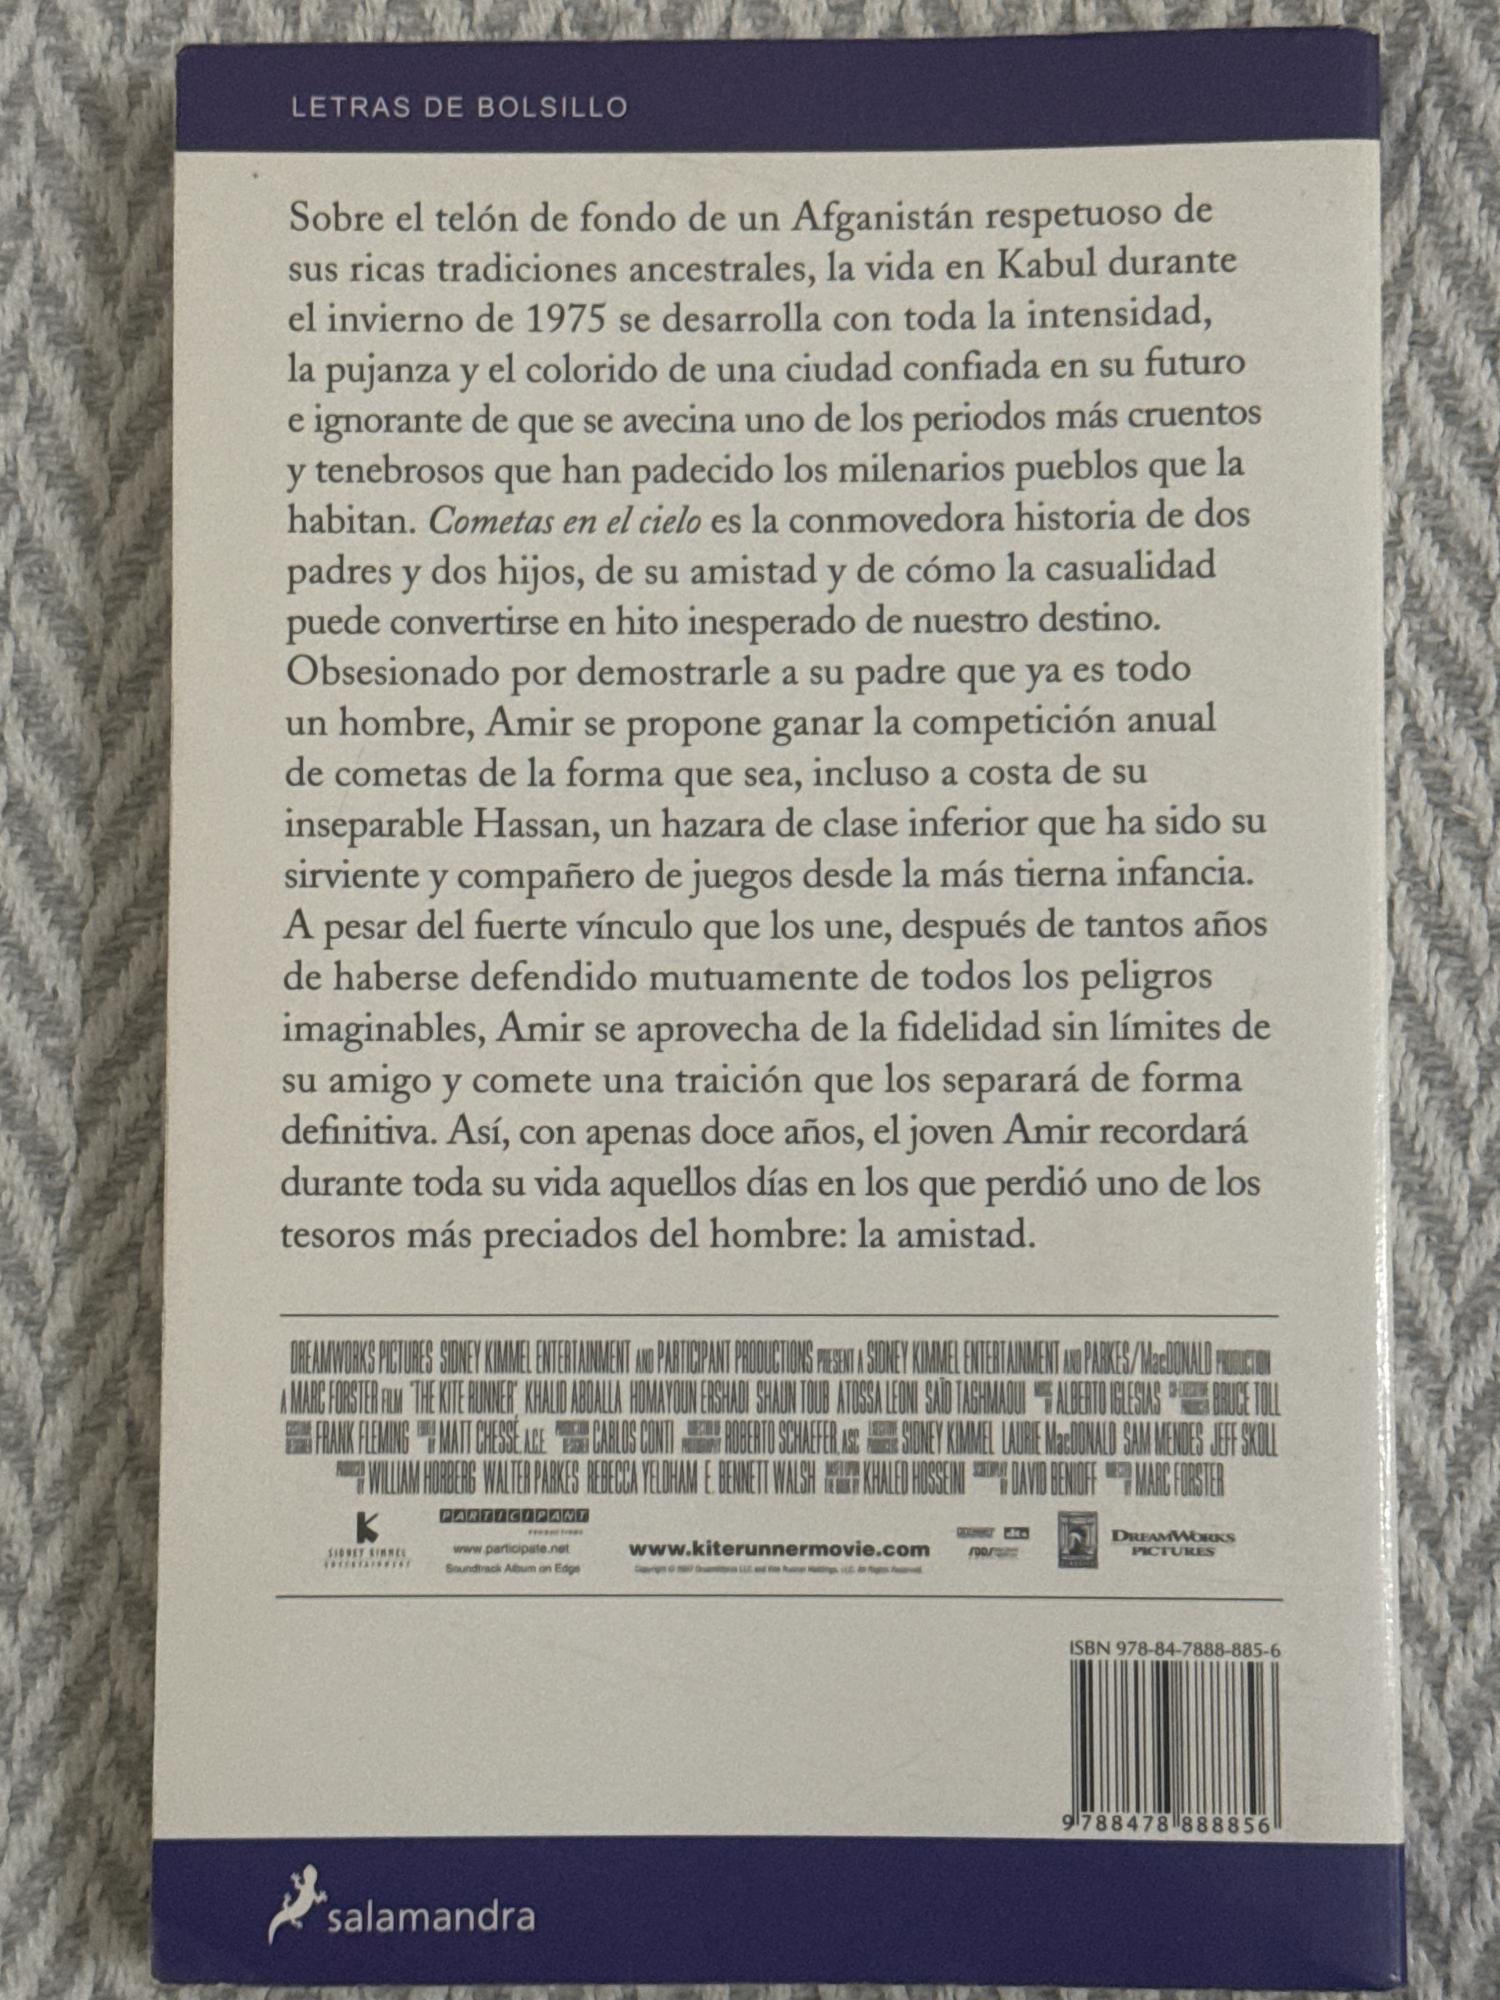 LETRAS DE BOLSILLO
Sobre el telón de fondo de un Afganistán respetuoso de
sus ricas tradiciones ancestrales, la vida en Kabul durante
el invierno de 1975 se desarrolla con toda la intensidad,
la pujanza y el colorido de una ciudad confiada en su futuro
e ignorante de que se avecina uno de los periodos más cruentos
y tenebrosos que han padecido los milenarios pueblos que la
habitan. Cometas en el cielo es la conmovedora historia de dos
padres y dos hijos, de su amistad y de cómo la casualidad
puede convertirse en hito inesperado de nuestro destino.
Obsesionado por demostrarle a su padre que ya es todo
un hombre, Amir se propone ganar la competición anual
de cometas de la forma que sea, incluso a costa de su
inseparable Hassan, un hazara de clase inferior que ha sido su
sirviente y compañero de juegos desde la más tierna infancia.
A pesar del fuerte vínculo que los une, después de tantos años
de haberse defendido mutuamente de todos los peligros
imaginables, Amir se aprovecha de la fidelidad sin límites de
su amigo y comete una traición que los separará de forma
definitiva. Así, con apenas doce años, el joven Amir recordará
durante toda su vida aquellos días en los que perdió uno de los
tesoros más preciados del hombre: la amistad.
DREAMWORKS PICTURES SIDNEY KIMMEL ENTERTAINMENT AND PARTICIPANT PRODUCTIONS PRESENT A SIDNEY KIMMEL ENTERTAINMENT AND PARKES/MacDONALD PRODUCTION
A MARC FORSTER FILM "THE KITE RUNNER" KHALID ABDALLA HOMAYOUN ERSHADI SHAUN TOUB ATOSSA LEONI SAÏD TAGHMAOUI ALBERTO IGLESIAS BRUCE TOLL
FRANK FLEMING MATT CHESSÉ, A.C.E. CARLOS CONTI ROBERTO SCHAEFER, ASC SIDNEY KIMMEL LAURIE MacDONALD SAM MENDES JEFF SKOLL
WILLIAM HORBERG WALTER PARKES REBECCA YELDHAM E. BENNETT WALSH KHALED HOSSEINI DAVID BENIOFF MARC FORSTER
SIDNEY KIMMEL
ENTERTAINMENT
PARTICIPANT
PRODUCTIONS
www.participate.net
Soundtrack Album on Edge
www.kiterunnermovie.com
dts
DREAMWORKS
PICTURES
ISBN 978-84-7888-885-6
9 788478 888856
salamandra